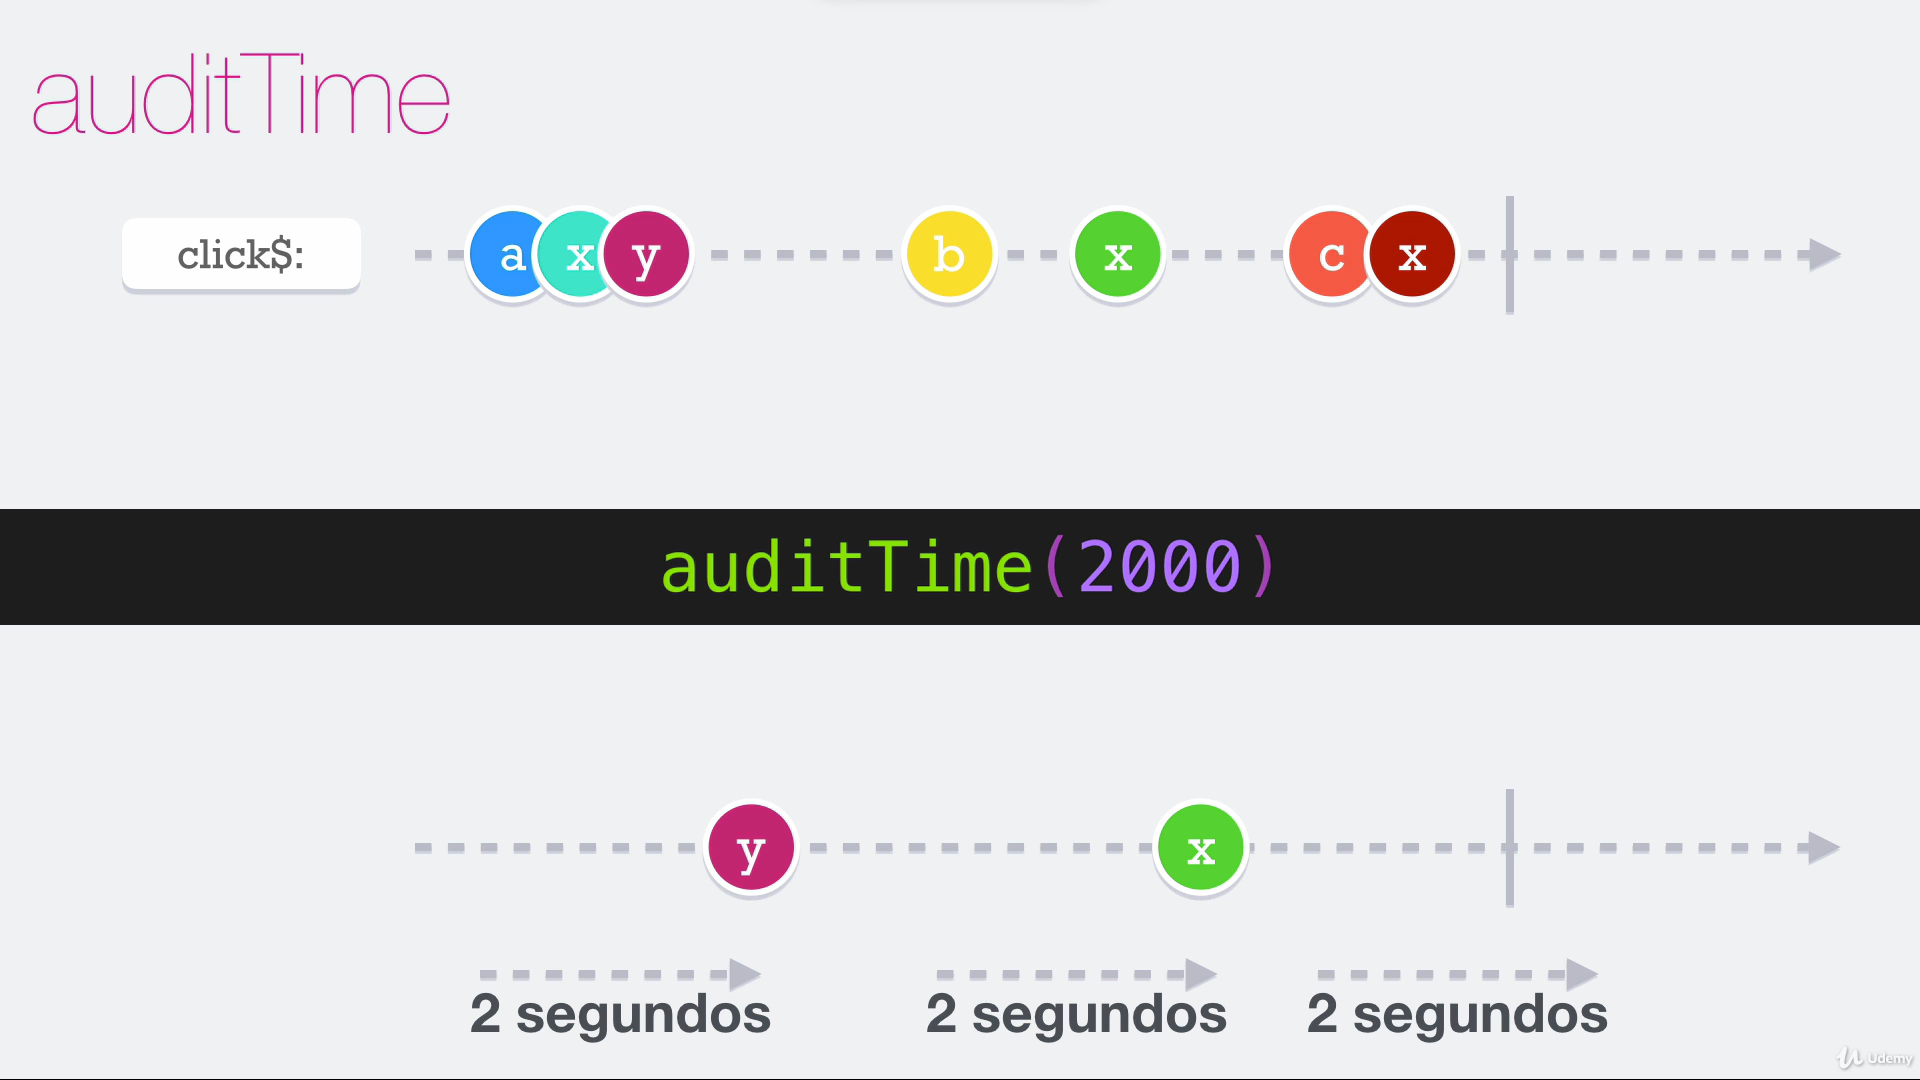 auditTime
click$: a x y b x c x
auditTime(2000)
y x
2 segundos 2 segundos 2 segundos
Udemy